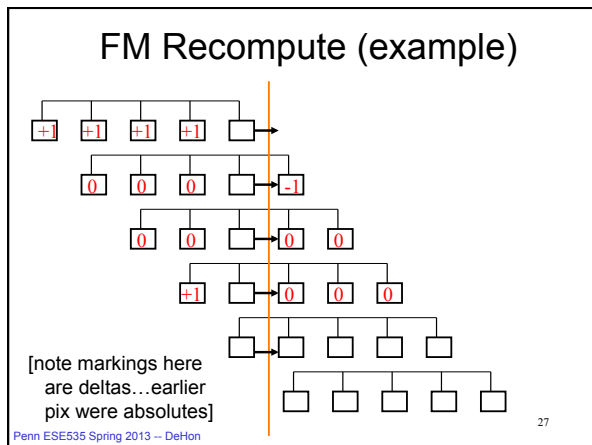 FM Recompute (example)
+1 +1 +1 +1
0 0 0 -1
0 0 0 0
+1 0 0 0
[note markings here
are deltas…earlier
pix were absolutes]
27
Penn ESE535 Spring 2013 -- DeHon